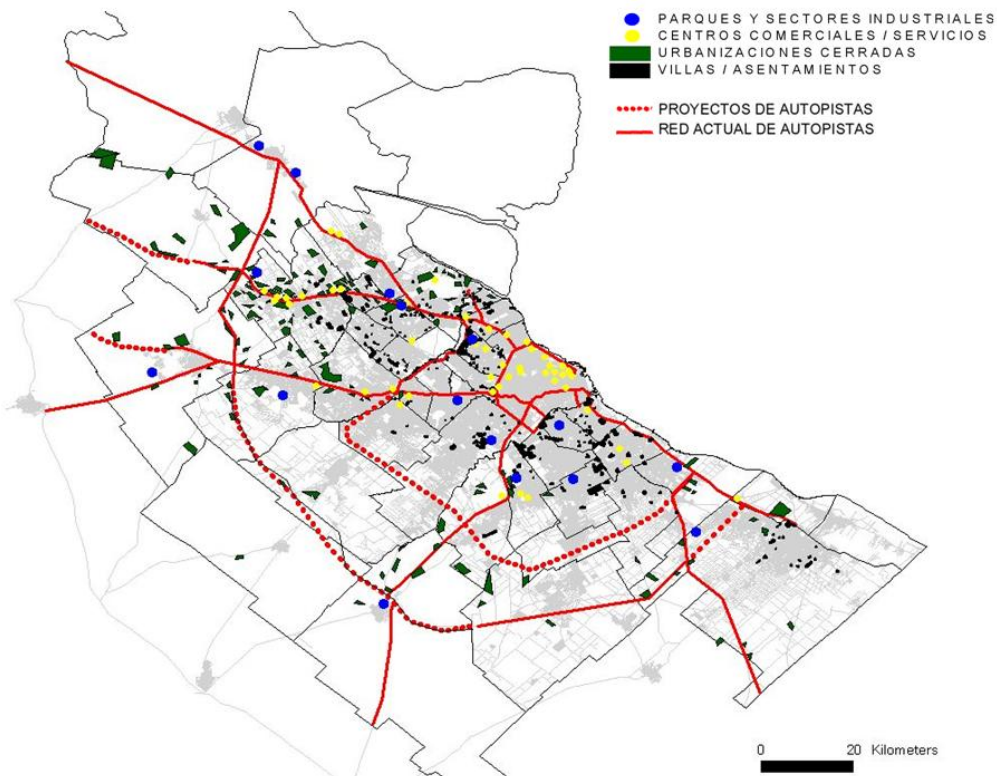 PARQUES Y SECTORES INDUSTRIALES
CENTROS COMERCIALES / SERVICIOS
URBANIZACIONES CERRADAS
VILLAS / ASENTAMIENTOS
PROYECTOS DE AUTOPISTAS
RED ACTUAL DE AUTOPISTAS
0 20 Kilometers